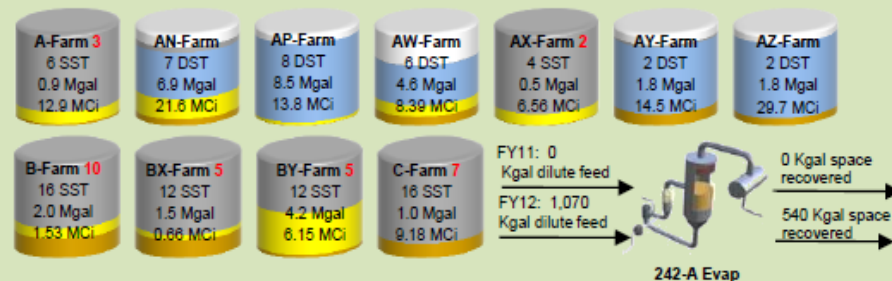 A-Farm 3
6 SST
0.9 Mgal
12.9 MCi
AN-Farm
7 DST
6.9 Mgal
21.6 MCi
AP-Farm
8 DST
8.5 Mgal
13.8 MCi
AW-Farm
6 DST
4.6 Mgal
8.39 MCi
AX-Farm 2
4 SST
0.5 Mgal
6.56 MCi
AY-Farm
2 DST
1.8 Mgal
14.5 MCi
AZ-Farm
2 DST
1.8 Mgal
29.7 MCi
B-Farm 10
16 SST
2.0 Mgal
1.53 MCi
BX-Farm 5
12 SST
1.5 Mgal
0.66 MCi
BY-Farm 5
12 SST
4.2 Mgal
6.15 MCi
C-Farm 7
16 SST
1.0 Mgal
9.18 MCi
FY11: 0
Kgal dilute feed
FY12: 1,070
Kgal dilute feed
0 Kgal space
recovered
540 Kgal space
recovered
242-A Evap